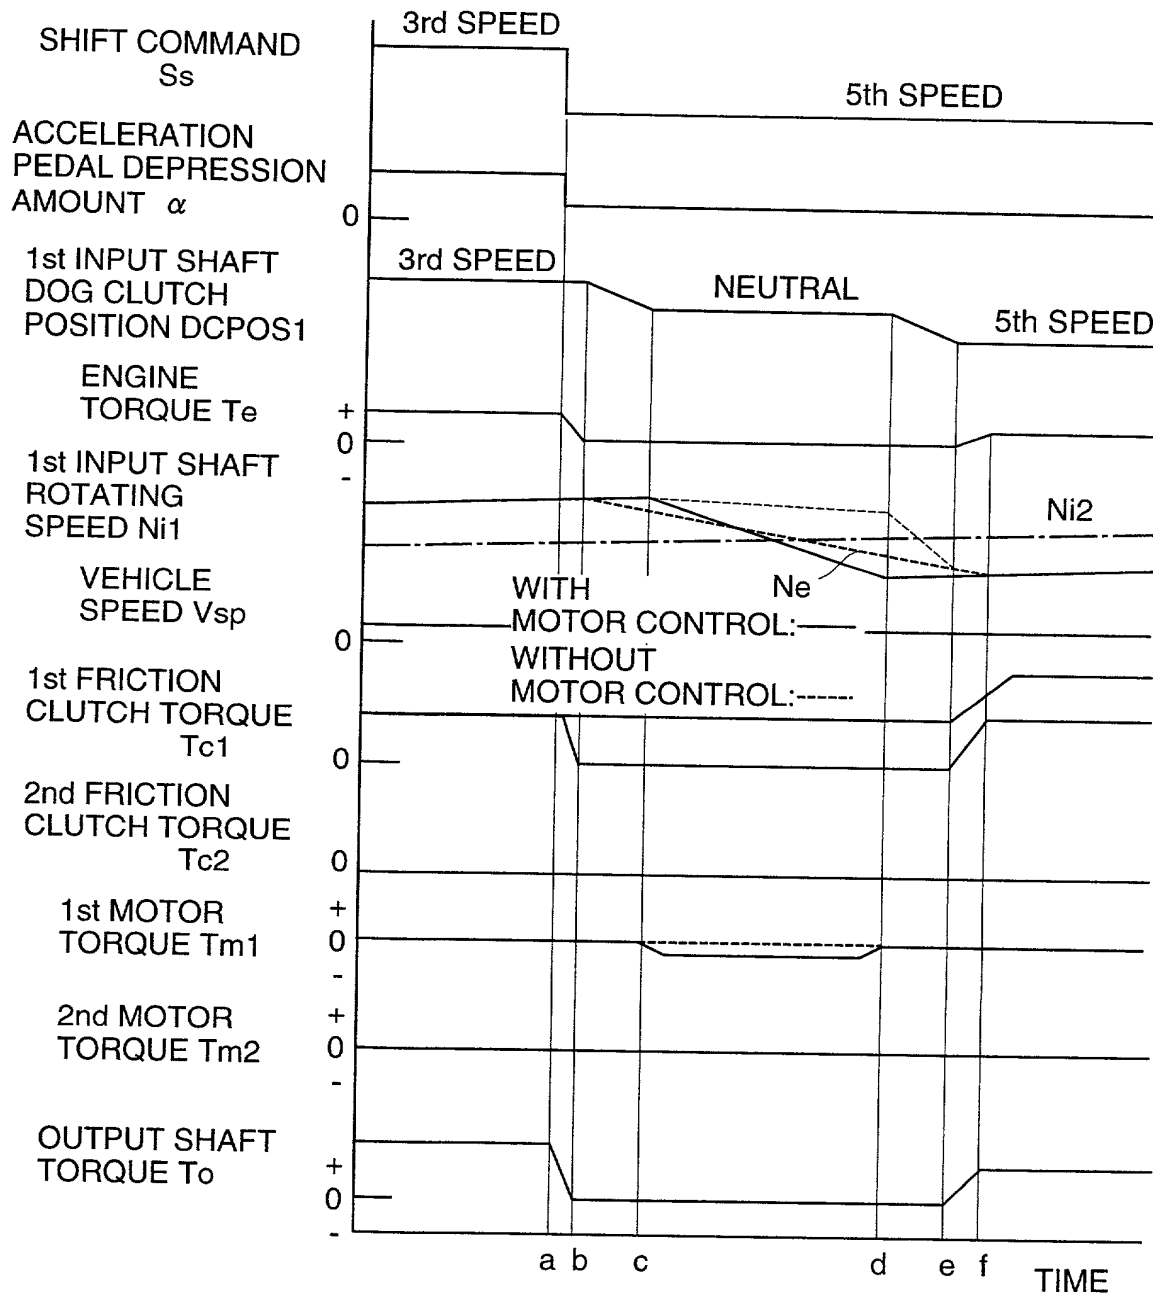 3rd SPEED
SHIFT COMMAND
Ss
5th SPEED
ACCELERATION
PEDAL DEPRESSION
AMOUNT α
0
1st INPUT SHAFT
DOG CLUTCH
POSITION DCPOS1
3rd SPEED
NEUTRAL
5th SPEED
ENGINE
TORQUE Te
+
0
-
1st INPUT SHAFT
ROTATING
SPEED Ni1
Ni2
Ne
VEHICLE
SPEED Vsp
0
WITH
MOTOR CONTROL:
WITHOUT
MOTOR CONTROL:
1st FRICTION
CLUTCH TORQUE
Tc1
0
2nd FRICTION
CLUTCH TORQUE
Tc2
0
1st MOTOR
TORQUE Tm1
+
0
-
2nd MOTOR
TORQUE Tm2
+
0
-
OUTPUT SHAFT
TORQUE To
+
0
-
a b c d e f
TIME